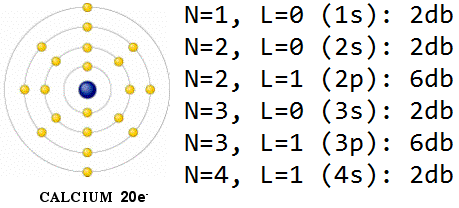 N=1, L=0 (1s): 2db
N=2, L=0 (2s): 2db
N=2, L=1 (2p): 6db
N=3, L=0 (3s): 2db
N=3, L=1 (3p): 6db
N=4, L=1 (4s): 2db
CALCIUM 20e-